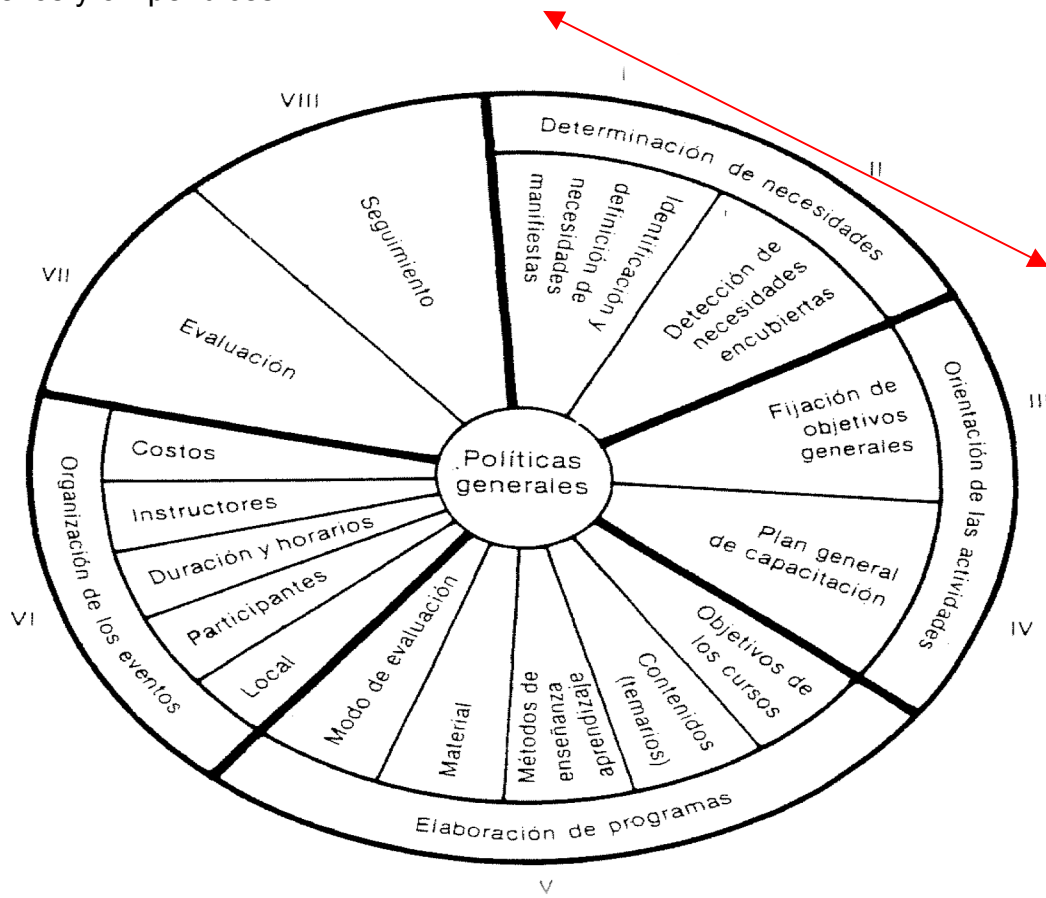 I
Determinación de necesidades
Identificación y
definición de
necesidades
manifiestas
II
Detección de
necesidades
encubiertas
III
Orientación de las actividades
Fijación de
objetivos
generales
IV
Plan general
de capacitación
V
Elaboración de programas
Objetivos de
los cursos
Contenidos
(temarios)
Métodos de
enseñanza
aprendizaje
Material
Modo de evaluación
VI
Organización de los eventos
Local
Participantes
Duración y horarios
Instructores
Costos
VII
Evaluación
VIII
Seguimiento
Políticas
generales